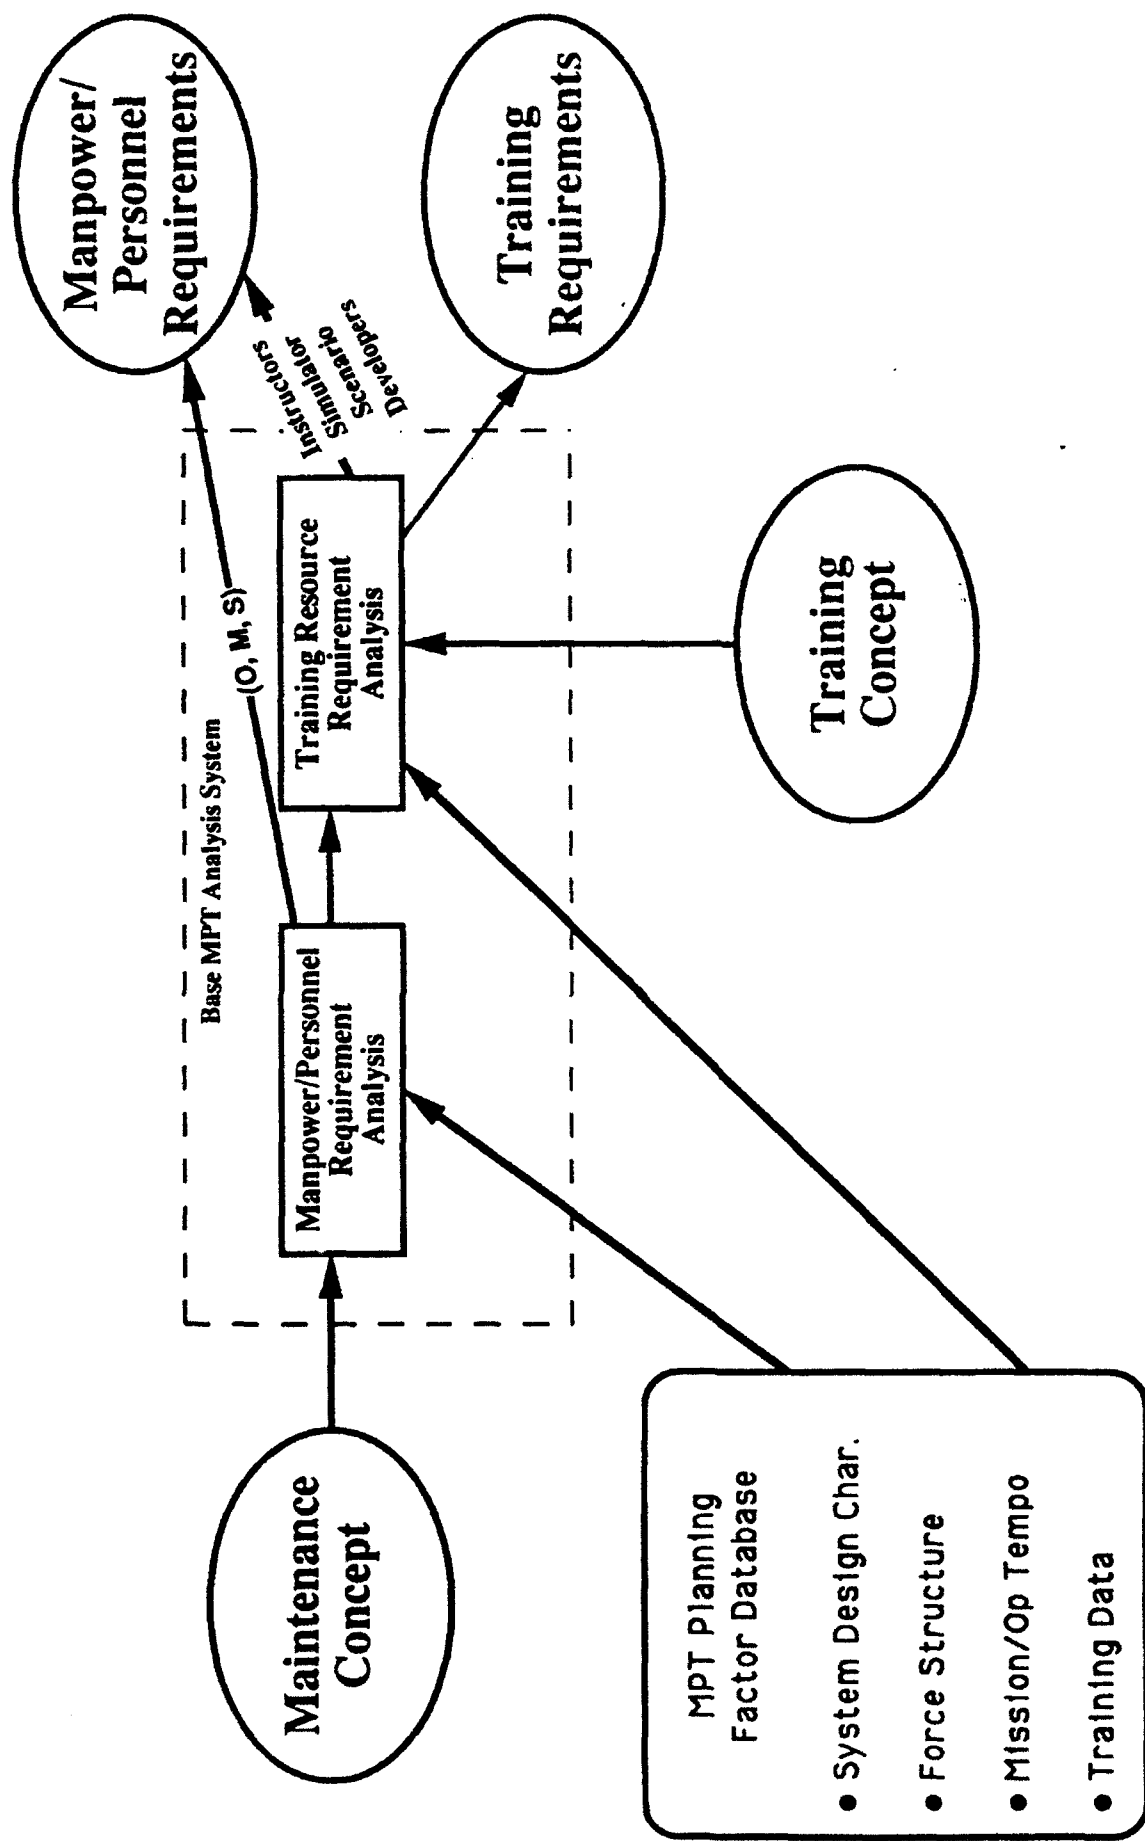 Maintenance
Concept
MPT Planning
Factor Database
● System Design Char.
● Force Structure
● Mission/Op Tempo
● Training Data
Base MPT Analysis System
Manpower/Personnel
Requirement
Analysis
(O, M, S)
Training Resource
Requirement
Analysis
Instructors
Simulator
Scenario
Developers
Training
Concept
Manpower/
Personnel
Requirements
Training
Requirements